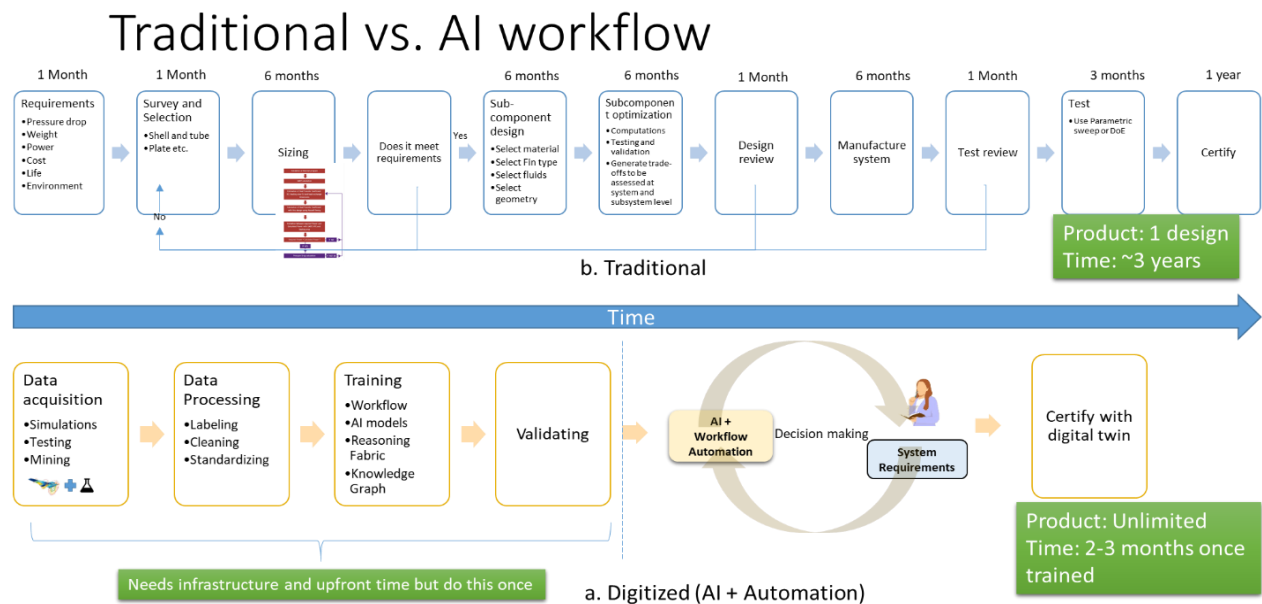 Traditional vs. AI workflow
1 Month
1 Month
6 months
6 months
6 months
1 Month
6 months
1 Month
3 months
1 year
Requirements
•Pressure drop
•Weight
•Power
•Cost
•Life
•Environment
Survey and
Selection
•Shell and tube
•Plate etc.
Sizing
Does it meet
requirements
Yes
No
Sub-
component
design
•Select material
•Select Fin type
•Select fluids
•Select
geometry
Subcomponen
t optimization
•Computations
•Testing and
validation
•Generate trade-
offs to be
assessed at
system and
subsystem level
Design
review
Manufacture
system
Test review
Test
•Use Parametric
sweep or DoE
Certify
Product: 1 design
Time: ~3 years
b. Traditional
Time
Data
acquisition
•Simulations
•Testing
•Mining
Data
Processing
•Labeling
•Cleaning
•Standardizing
Training
•Workflow
•AI models
•Reasoning
Fabric
•Knowledge
Graph
Validating
AI +
Workflow
Automation
Decision making
System
Requirements
Certify with
digital twin
Product: Unlimited
Time: 2-3 months once
trained
Needs infrastructure and upfront time but do this once
a. Digitized (AI + Automation)